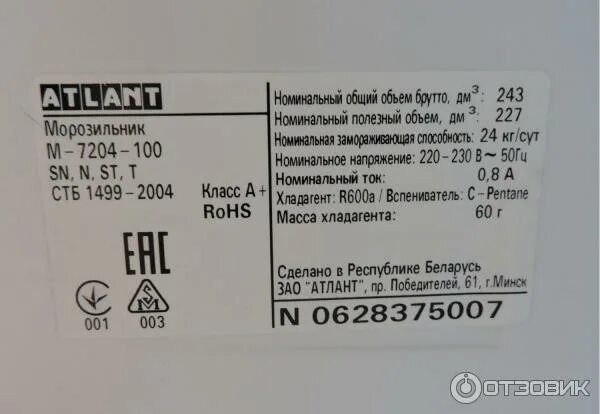 ATLANT
Морозильник
М-7204-100
SN, N, ST, T
СТБ 1499-2004
Класс А+
RoHS
ЕАС
001
003
Номинальный общий объем брутто, дм³: 243
Номинальный полезный объем, дм³: 227
Номинальная замораживающая способность: 24 кг/сут
Номинальное напряжение: 220-230 В~ 50Гц
Номинальный ток: 0,8 А
Хладагент: R600a / Вспениватель: C-Pentane
Масса хладагента: 60 г
Сделано в Республике Беларусь
ЗАО "АТЛАНТ", пр. Победителей, 61, г.Минск
N 0628375007
ОТЗОВИК